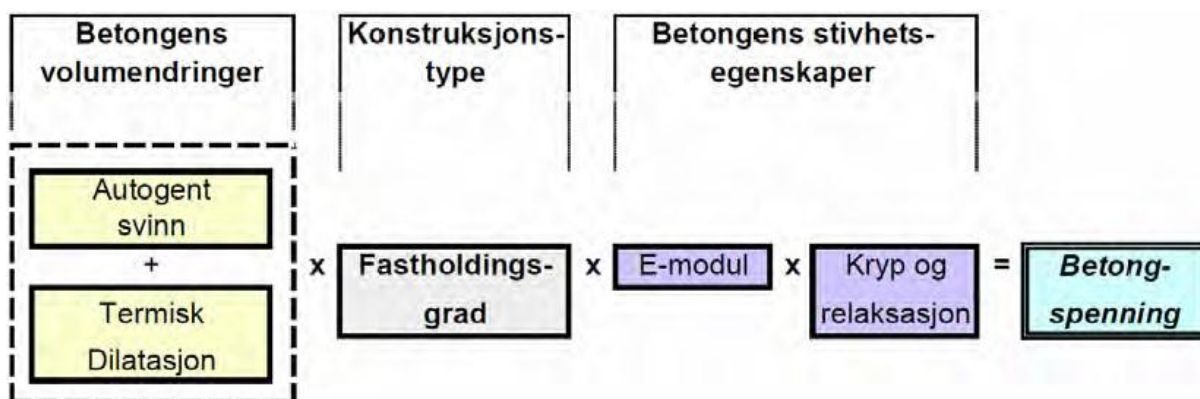 Betongens
volumendringer
Konstruksjons-
type
Betongens stivhets-
egenskaper
Autogent
svinn
+
Termisk
Dilatasjon
x
Fastholdings-
grad
x
E-modul
x
Kryp og
relaksasjon
=
Betong-
spenning